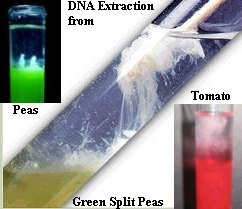 DNA Extraction
from
Peas
Tomato
Green Split Peas